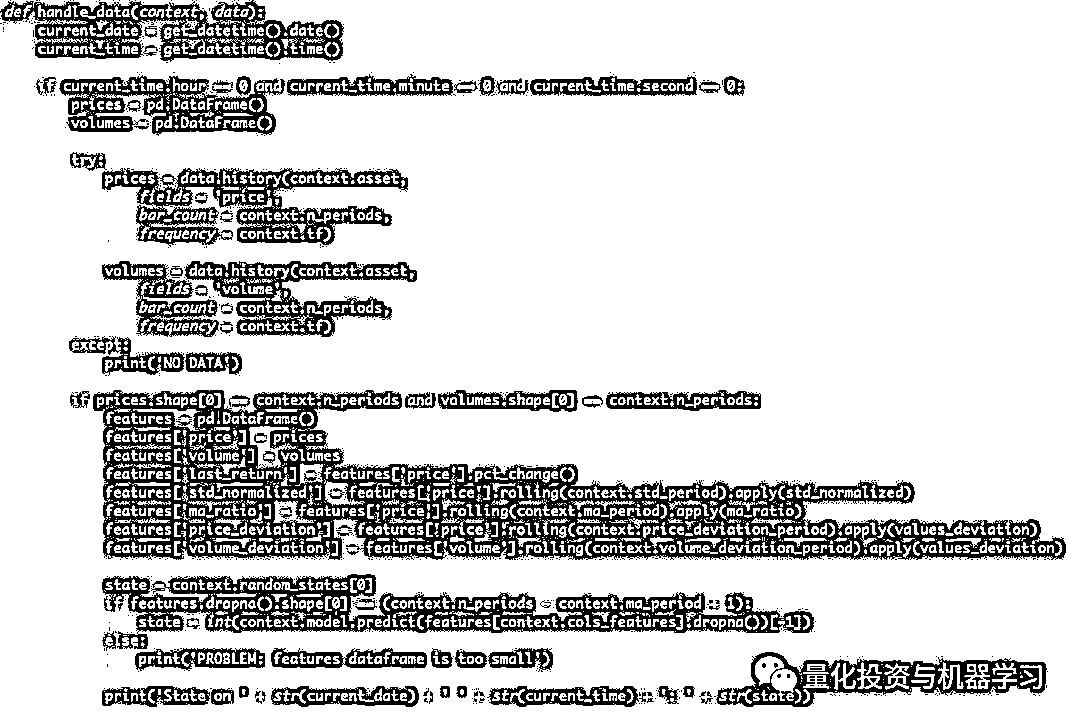 def handle_data(context, data):
    current_date = get_datetime().date()
    current_time = get_datetime().time()
    if current_time.hour == 0 and current_time.minute == 0 and current_time.second == 0:
        prices = pd.DataFrame()
        volumes = pd.DataFrame()
        try:
            prices = data.history(context.asset,
                fields = 'price',
                bar_count = context.n_periods,
                frequency = context.tf)
            volumes = data.history(context.asset,
                fields = 'volume',
                bar_count = context.n_periods,
                frequency = context.tf)
        except:
            print('NO DATA')
        if prices.shape[0] == context.n_periods and volumes.shape[0] == context.n_periods:
            features = pd.DataFrame()
            features['price'] = prices
            features['volume'] = volumes
            features['last_return'] = features['price'].pct_change()
            features['std_normalized'] = features['price'].rolling(context.std_period).apply(std_normalized)
            features['ma_ratio'] = features['price'].rolling(context.ma_period).apply(ma_ratio)
            features['price_deviation'] = features['price'].rolling(context.price_deviation_period).apply(values_deviation)
            features['volume_deviation'] = features['volume'].rolling(context.volume_deviation_period).apply(values_deviation)
            state = context.random_states[0]
            if features.dropna().shape[0] == (context.n_periods - context.ma_period + 1):
                state = int(context.model.predict(features[context.cols_features].dropna())[-1])
            else:
                print('PROBLEM: features dataframe is too small')
            print('State on ' + str(current_date) + ' ' + str(current_time) + ': ' + str(state))
量化投资与机器学习